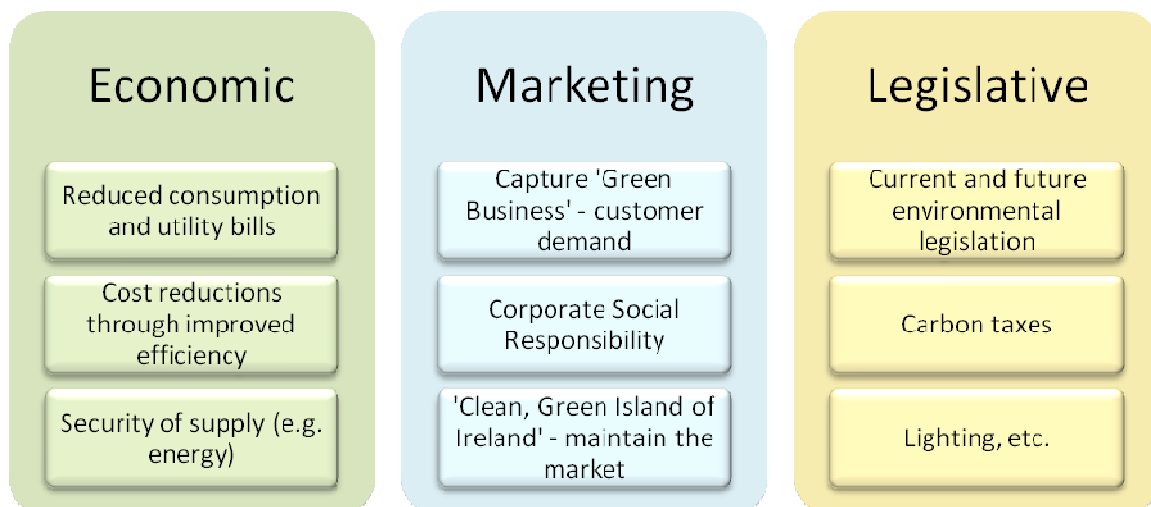 Economic
Reduced consumption
and utility bills
Cost reductions
through improved
efficiency
Security of supply (e.g.
energy)
Marketing
Capture 'Green
Business' - customer
demand
Corporate Social
Responsibility
'Clean, Green Island of
Ireland' - maintain the
market
Legislative
Current and future
environmental
legislation
Carbon taxes
Lighting, etc.